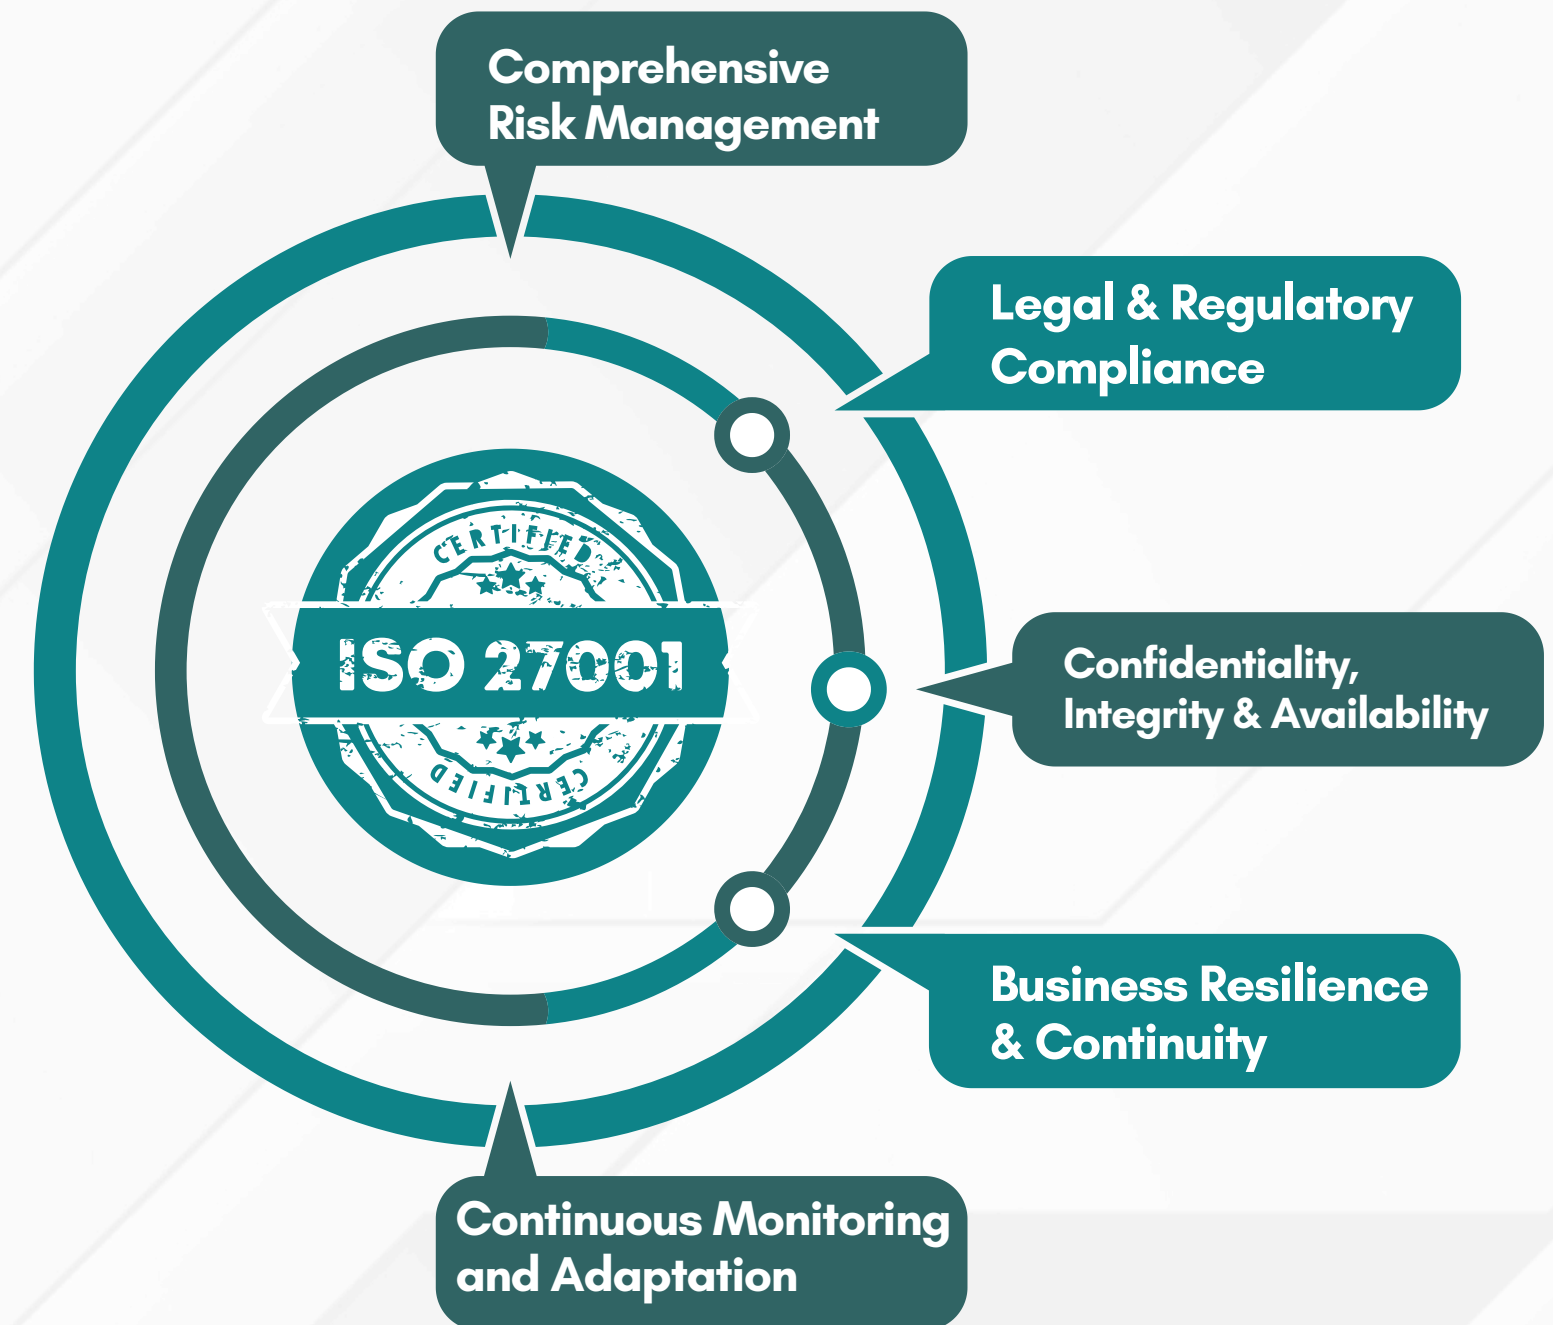 Comprehensive
Risk Management
Legal & Regulatory
Compliance
CERTIFIED
ISO 27001
CERTIFIED
Confidentiality,
Integrity & Availability
Business Resilience
& Continuity
Continuous Monitoring
and Adaptation